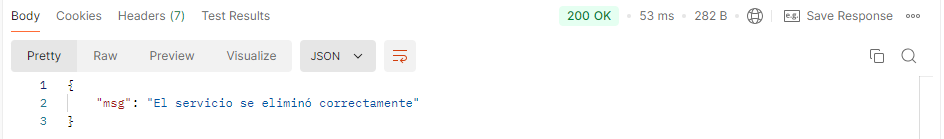 Body Cookies Headers (7) Test Results 200 OK • 53 ms • 282 B e.g. Save Response
Pretty Raw Preview Visualize JSON
1 {
2 "msg": "El servicio se eliminó correctamente"
3 }